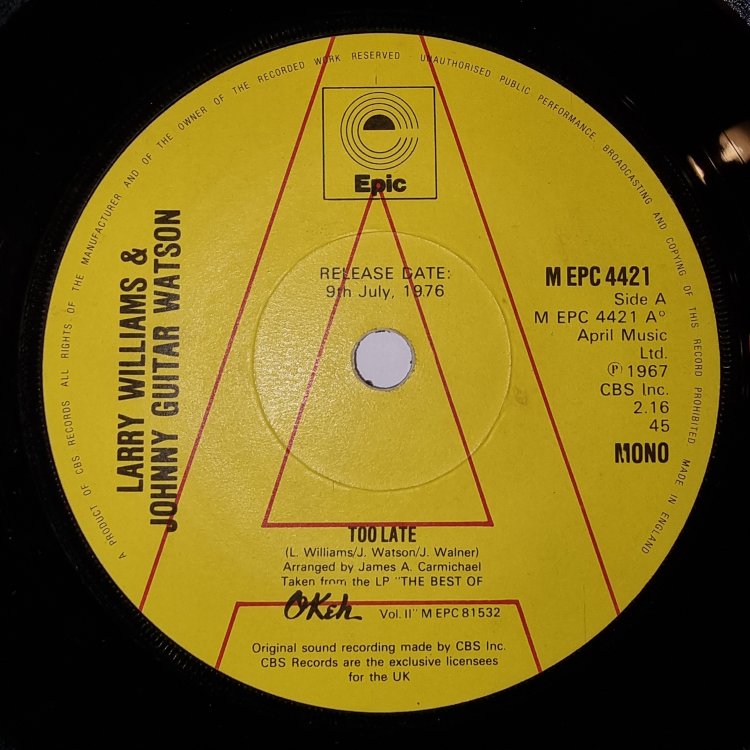 A PRODUCT OF CBS RECORDS ALL RIGHTS OF THE MANUFACTURER AND OF THE OWNER OF THE RECORDED WORK RESERVED · UNAUTHORISED PUBLIC PERFORMANCE, BROADCASTING AND COPYING OF THIS RECORD PROHIBITED MADE IN ENGLAND
Epic
A
LARRY WILLIAMS &
JOHNNY GUITAR WATSON
RELEASE DATE:
9th July, 1976
M EPC 4421
Side A
M EPC 4421 A°
April Music
Ltd.
℗ 1967
CBS Inc.
2.16
45
MONO
TOO LATE
(L. Williams/J. Watson/J. Walner)
Arranged by James A. Carmichael
Taken from the LP "THE BEST OF
OKeh Vol. II" M EPC 81532
Original sound recording made by CBS Inc.
CBS Records are the exclusive licensees
for the UK